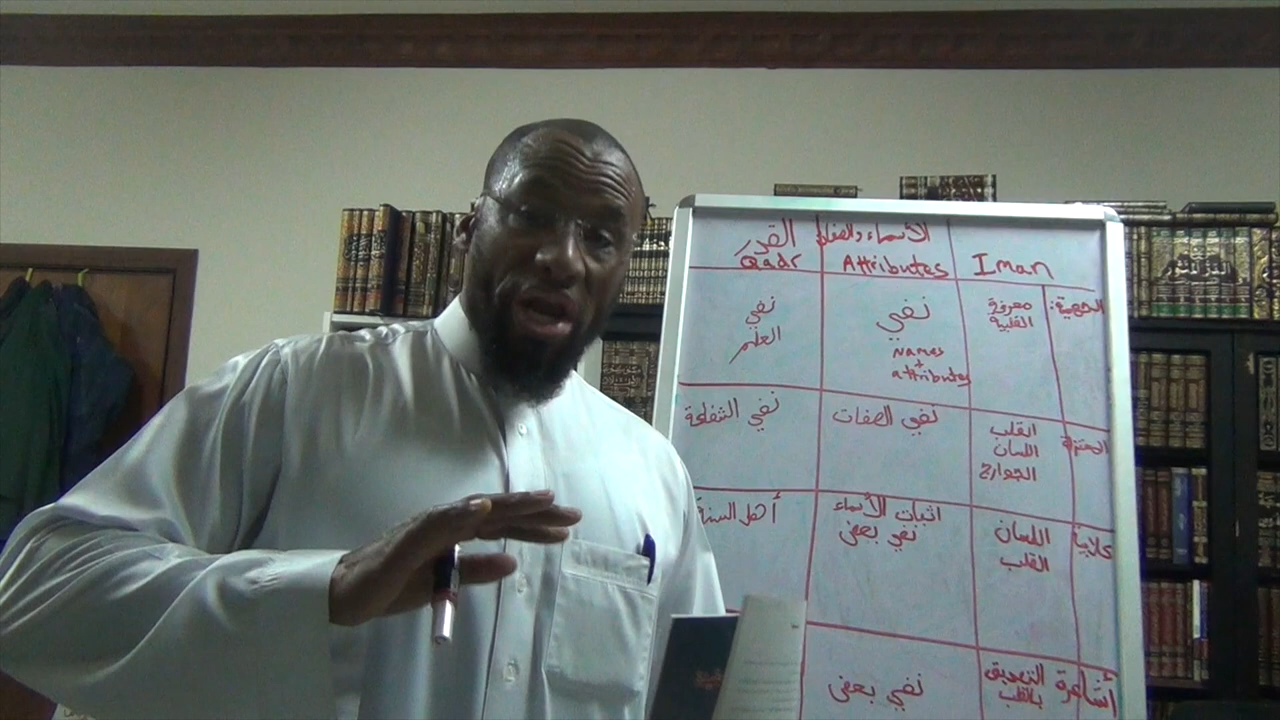 القدر
الأسماء والصفات
Qadr
Attributes
Iman
الجهمية:
معرفة
القلبية
نفي
Names
+
attributes
نفي
العلم
المعتزلة
القلب
اللسان
الجوارح
نفي الصفات
نفي الشفاعة
كلابية
اللسان
القلب
اثبات الأسماء
نفي بعض
أهل السنة
أشاعرة
التصديق
بالقلب
نفي بعض